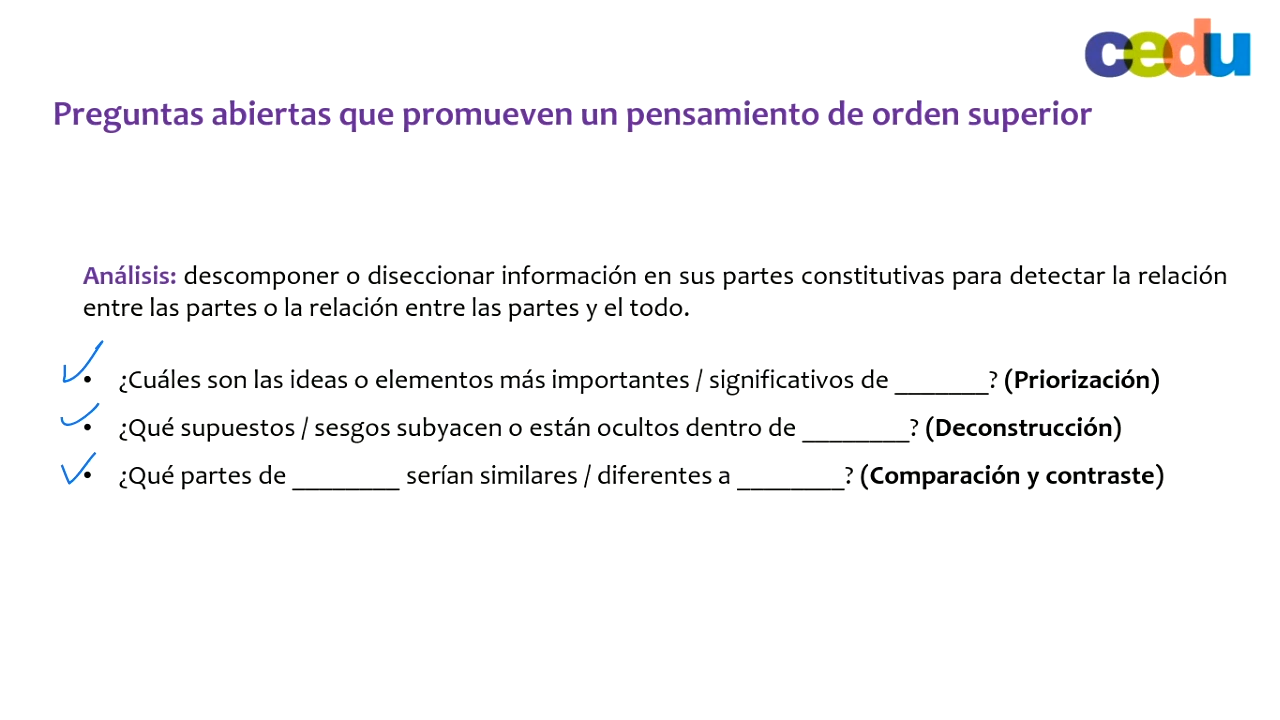 cedu
Preguntas abiertas que promueven un pensamiento de orden superior
Análisis: descomponer o diseccionar información en sus partes constitutivas para detectar la relación
entre las partes o la relación entre las partes y el todo.
• ¿Cuáles son las ideas o elementos más importantes / significativos de _______? (Priorización)
• ¿Qué supuestos / sesgos subyacen o están ocultos dentro de ________? (Deconstrucción)
• ¿Qué partes de ________ serían similares / diferentes a ________? (Comparación y contraste)